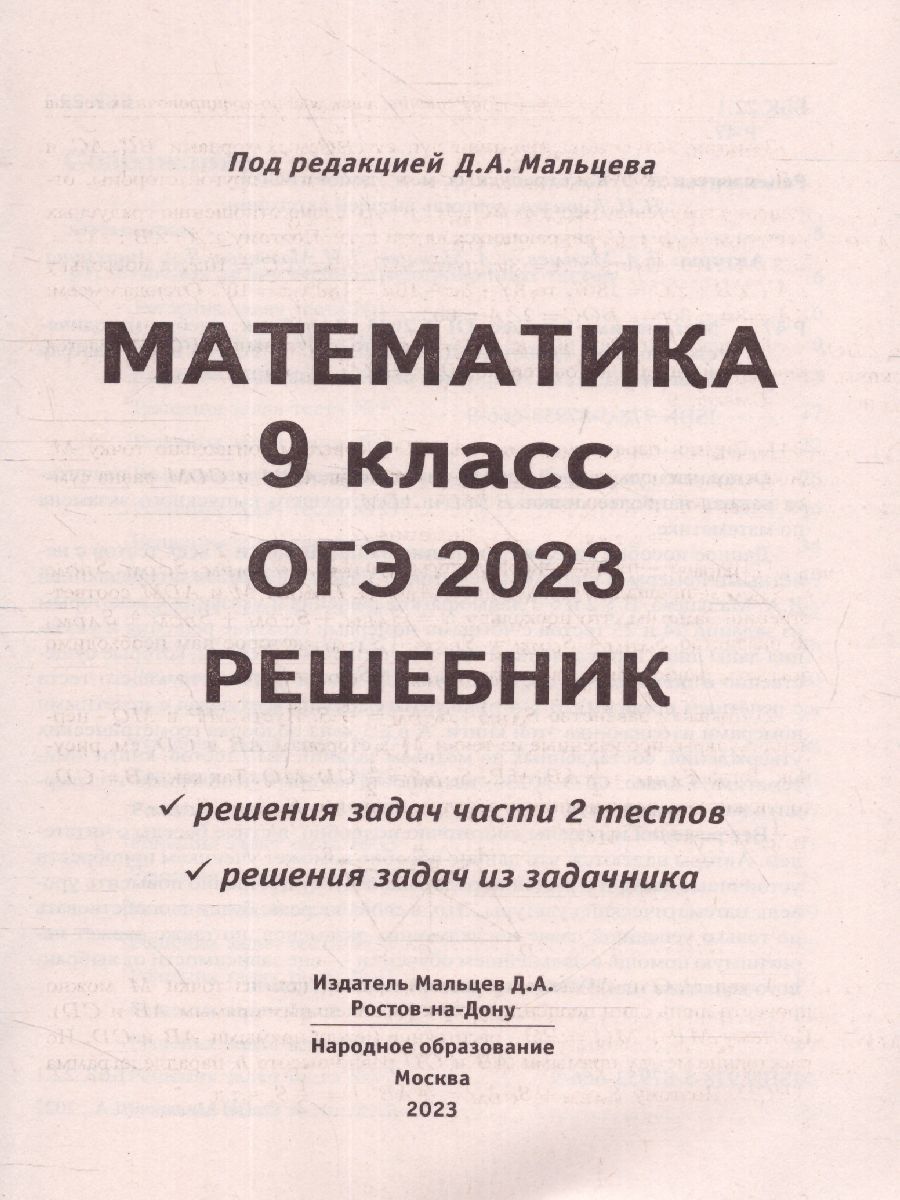 Под редакцией Д.А. Мальцева
МАТЕМАТИКА
9 класс
ОГЭ 2023
РЕШЕБНИК
✓ решения задач части 2 тестов
✓ решения задач из задачника
Издатель Мальцев Д.А.
Ростов-на-Дону
Народное образование
Москва
2023